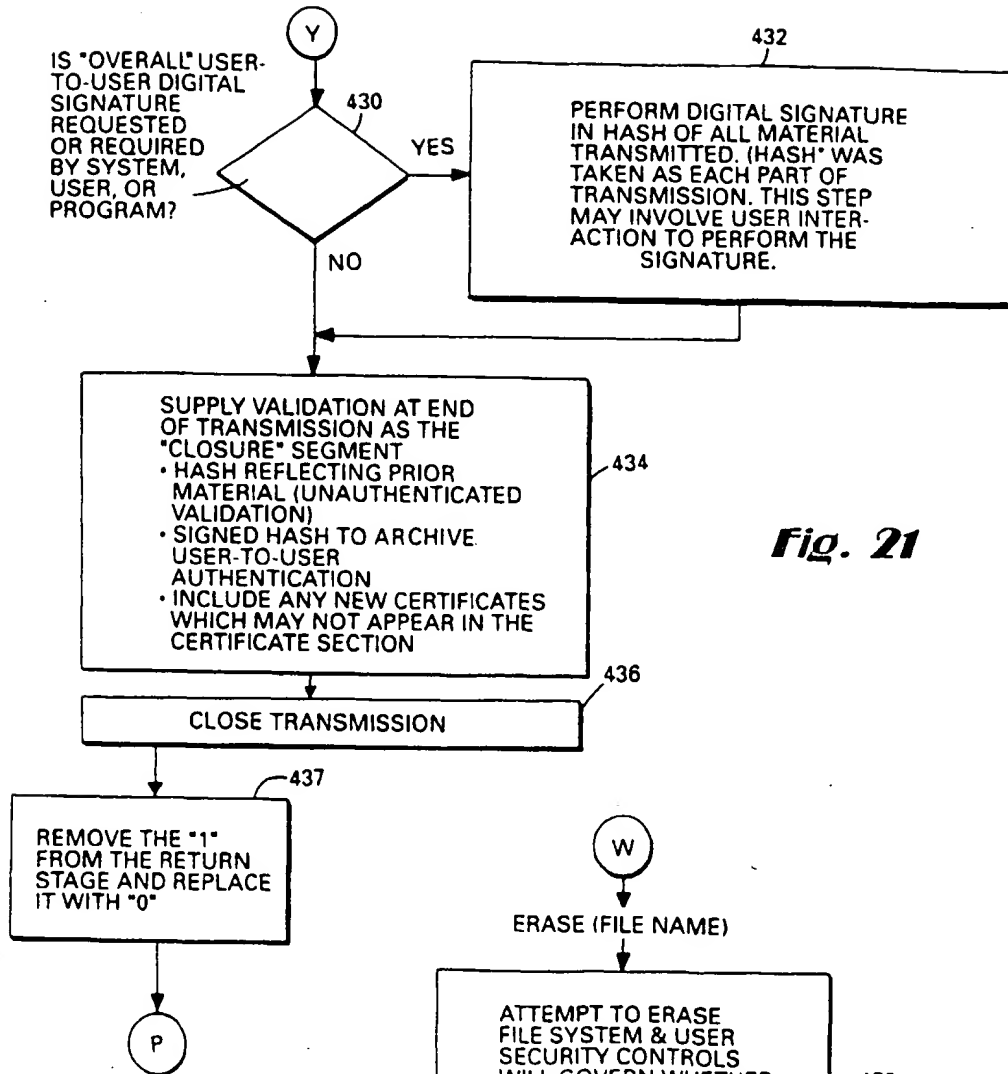 Y
IS "OVERALL" USER-
TO-USER DIGITAL
SIGNATURE
REQUESTED
OR REQUIRED
BY SYSTEM,
USER, OR
PROGRAM?
430
YES
NO
432
PERFORM DIGITAL SIGNATURE
IN HASH OF ALL MATERIAL
TRANSMITTED. (HASH" WAS
TAKEN AS EACH PART OF
TRANSMISSION. THIS STEP
MAY INVOLVE USER INTER-
ACTION TO PERFORM THE
SIGNATURE.
SUPPLY VALIDATION AT END
OF TRANSMISSION AS THE
"CLOSURE" SEGMENT
• HASH REFLECTING PRIOR
MATERIAL (UNAUTHENTICATED
VALIDATION)
• SIGNED HASH TO ARCHIVE
USER-TO-USER
AUTHENTICATION
• INCLUDE ANY NEW CERTIFICATES
WHICH MAY NOT APPEAR IN THE
CERTIFICATE SECTION
434
Fig. 21
436
CLOSE TRANSMISSION
437
REMOVE THE "1"
FROM THE RETURN
STAGE AND REPLACE
IT WITH "0"
P
W
ERASE (FILE NAME)
ATTEMPT TO ERASE
FILE SYSTEM & USER
SECURITY CONTROLS
WILL GOVERN WHETHER